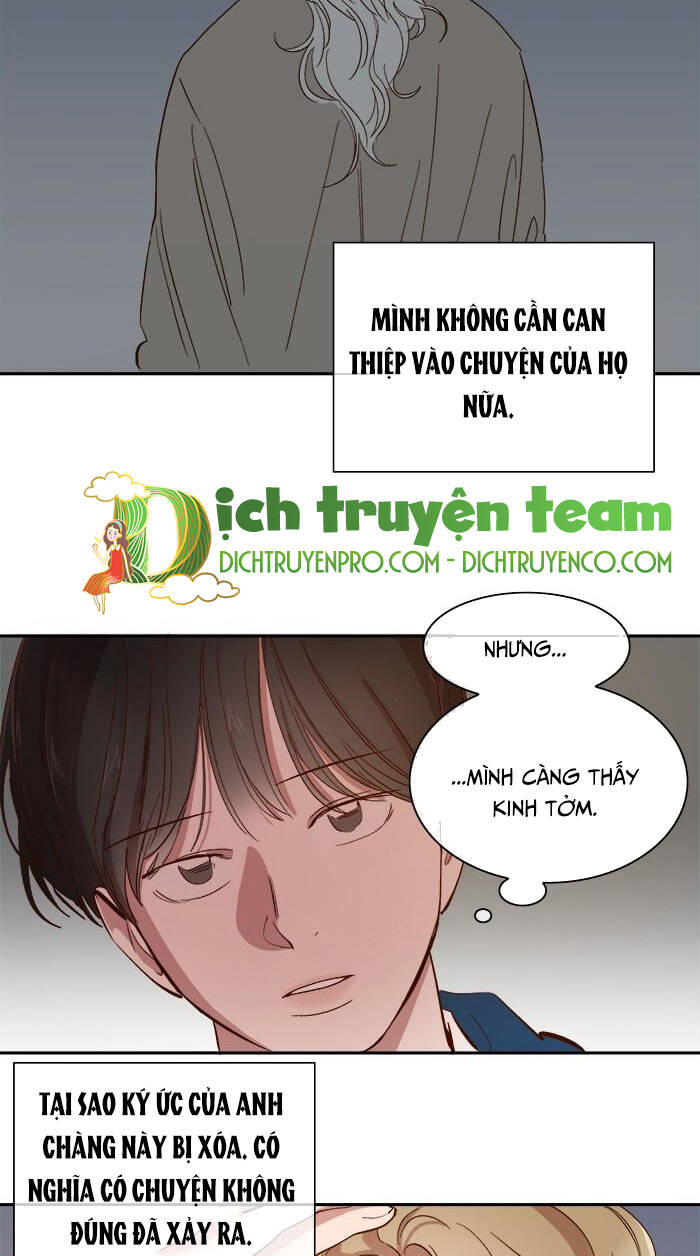 MÌNH KHÔNG CẦN CAN
THIỆP VÀO CHUYỆN CỦA HỌ
NỮA.
Dịch truyện team
DICHTRUYENPRO.COM - DICHTRUYENCO.COM
NHƯNG...
...MÌNH CÀNG THẤY
KINH TỞM.
TẠI SAO KÝ ỨC CỦA ANH
CHÀNG NÀY BỊ XÓA. CÓ
NGHĨA CÓ CHUYỆN KHÔNG
ĐÚNG ĐÃ XẢY RA.